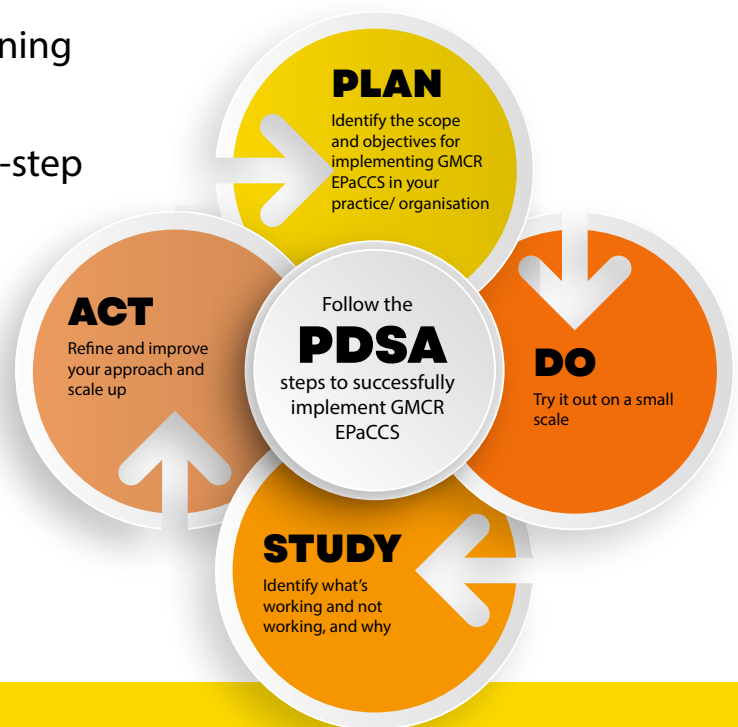 ning
-step
PLAN
Identify the scope
and objectives for
implementing GMCR
EPaCCS in your
practice/ organisation
ACT
Refine and improve
your approach and
scale up
Follow the
PDSA
steps to successfully
implement GMCR
EPaCCS
DO
Try it out on a small
scale
STUDY
Identify what's
working and not
working, and why